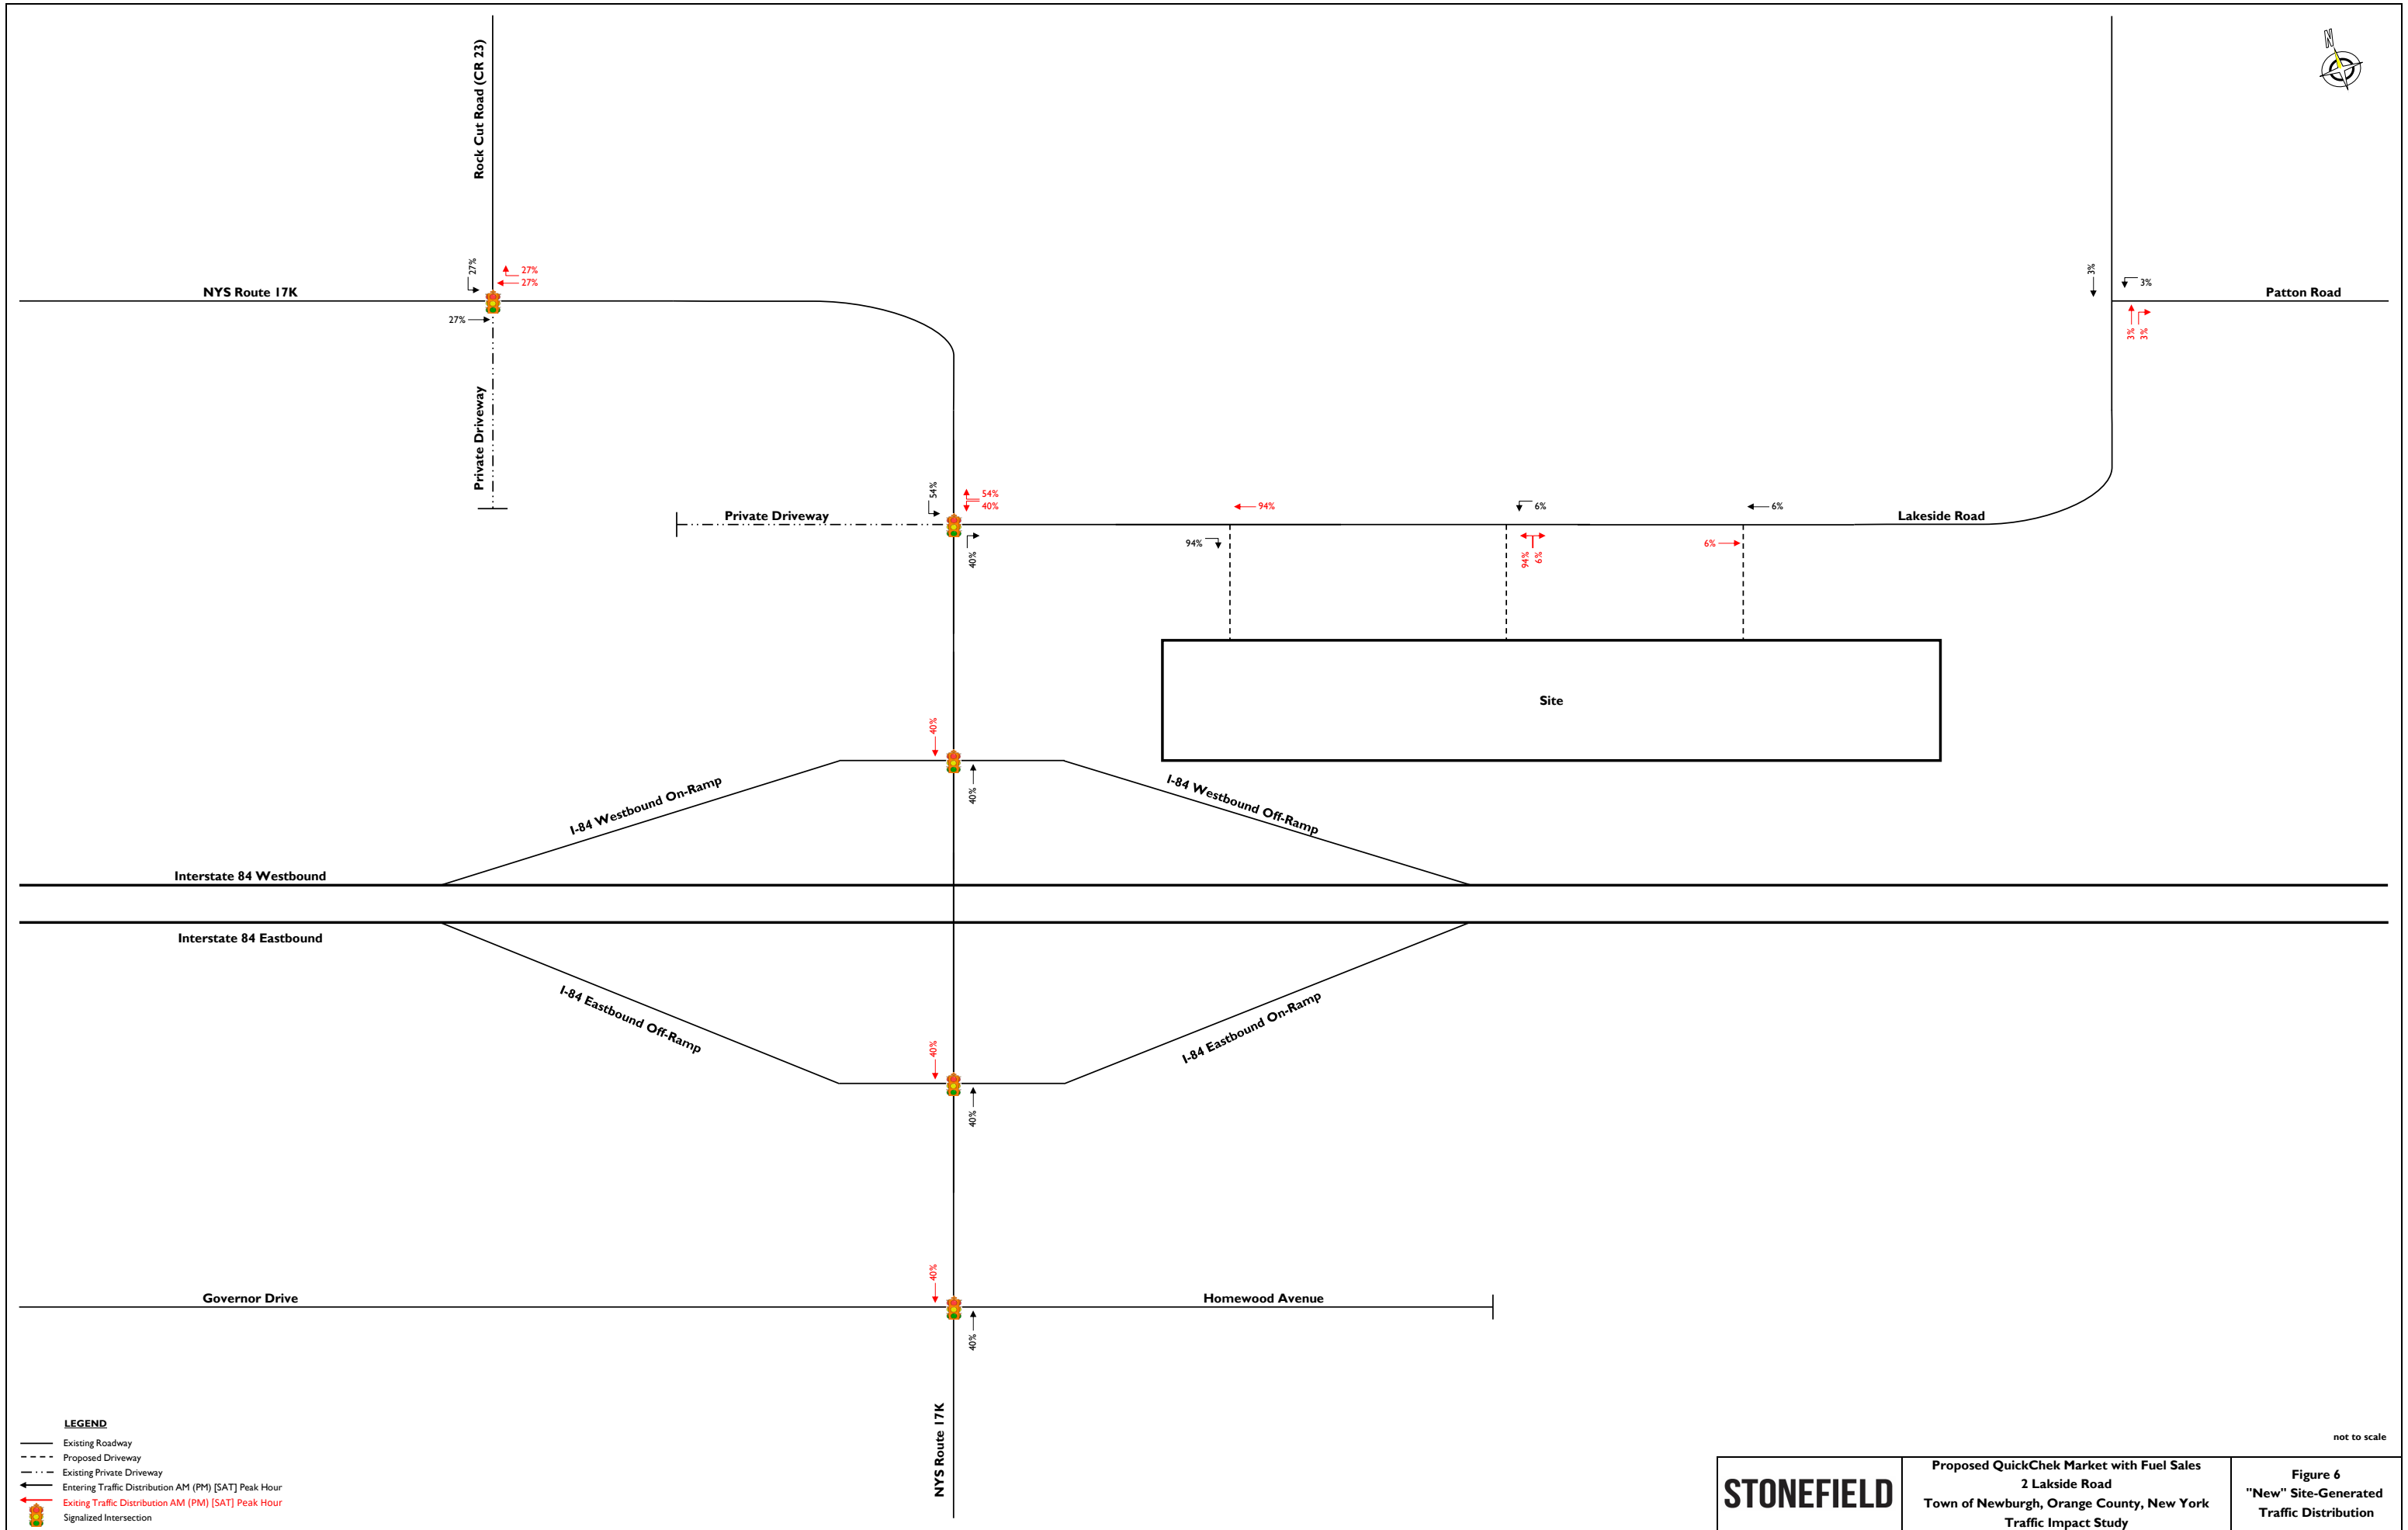 Rock Cut Road (CR 23)
N
27%
27%
27%
NYS Route 17K
27%
3%
3%
Patton Road
3%
3%
Private Driveway
54%
54%
40%
Private Driveway
40%
94%
94%
6%
94%
6%
6%
6%
Lakeside Road
Site
40%
40%
I-84 Westbound On-Ramp
I-84 Westbound Off-Ramp
Interstate 84 Westbound
Interstate 84 Eastbound
I-84 Eastbound Off-Ramp
I-84 Eastbound On-Ramp
40%
40%
Governor Drive
40%
Homewood Avenue
40%
NYS Route 17K
LEGEND
Existing Roadway
Proposed Driveway
Existing Private Driveway
Entering Traffic Distribution AM (PM) [SAT] Peak Hour
Exiting Traffic Distribution AM (PM) [SAT] Peak Hour
Signalized Intersection
not to scale
STONEFIELD
Proposed QuickChek Market with Fuel Sales
2 Lakside Road
Town of Newburgh, Orange County, New York
Traffic Impact Study
Figure 6
"New" Site-Generated
Traffic Distribution